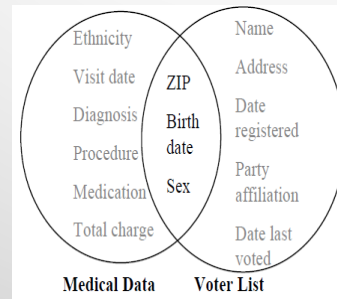 Ethnicity
Visit date
Diagnosis
Procedure
Medication
Total charge
ZIP
Birth
date
Sex
Name
Address
Date
registered
Party
affiliation
Date last
voted
Medical Data
Voter List